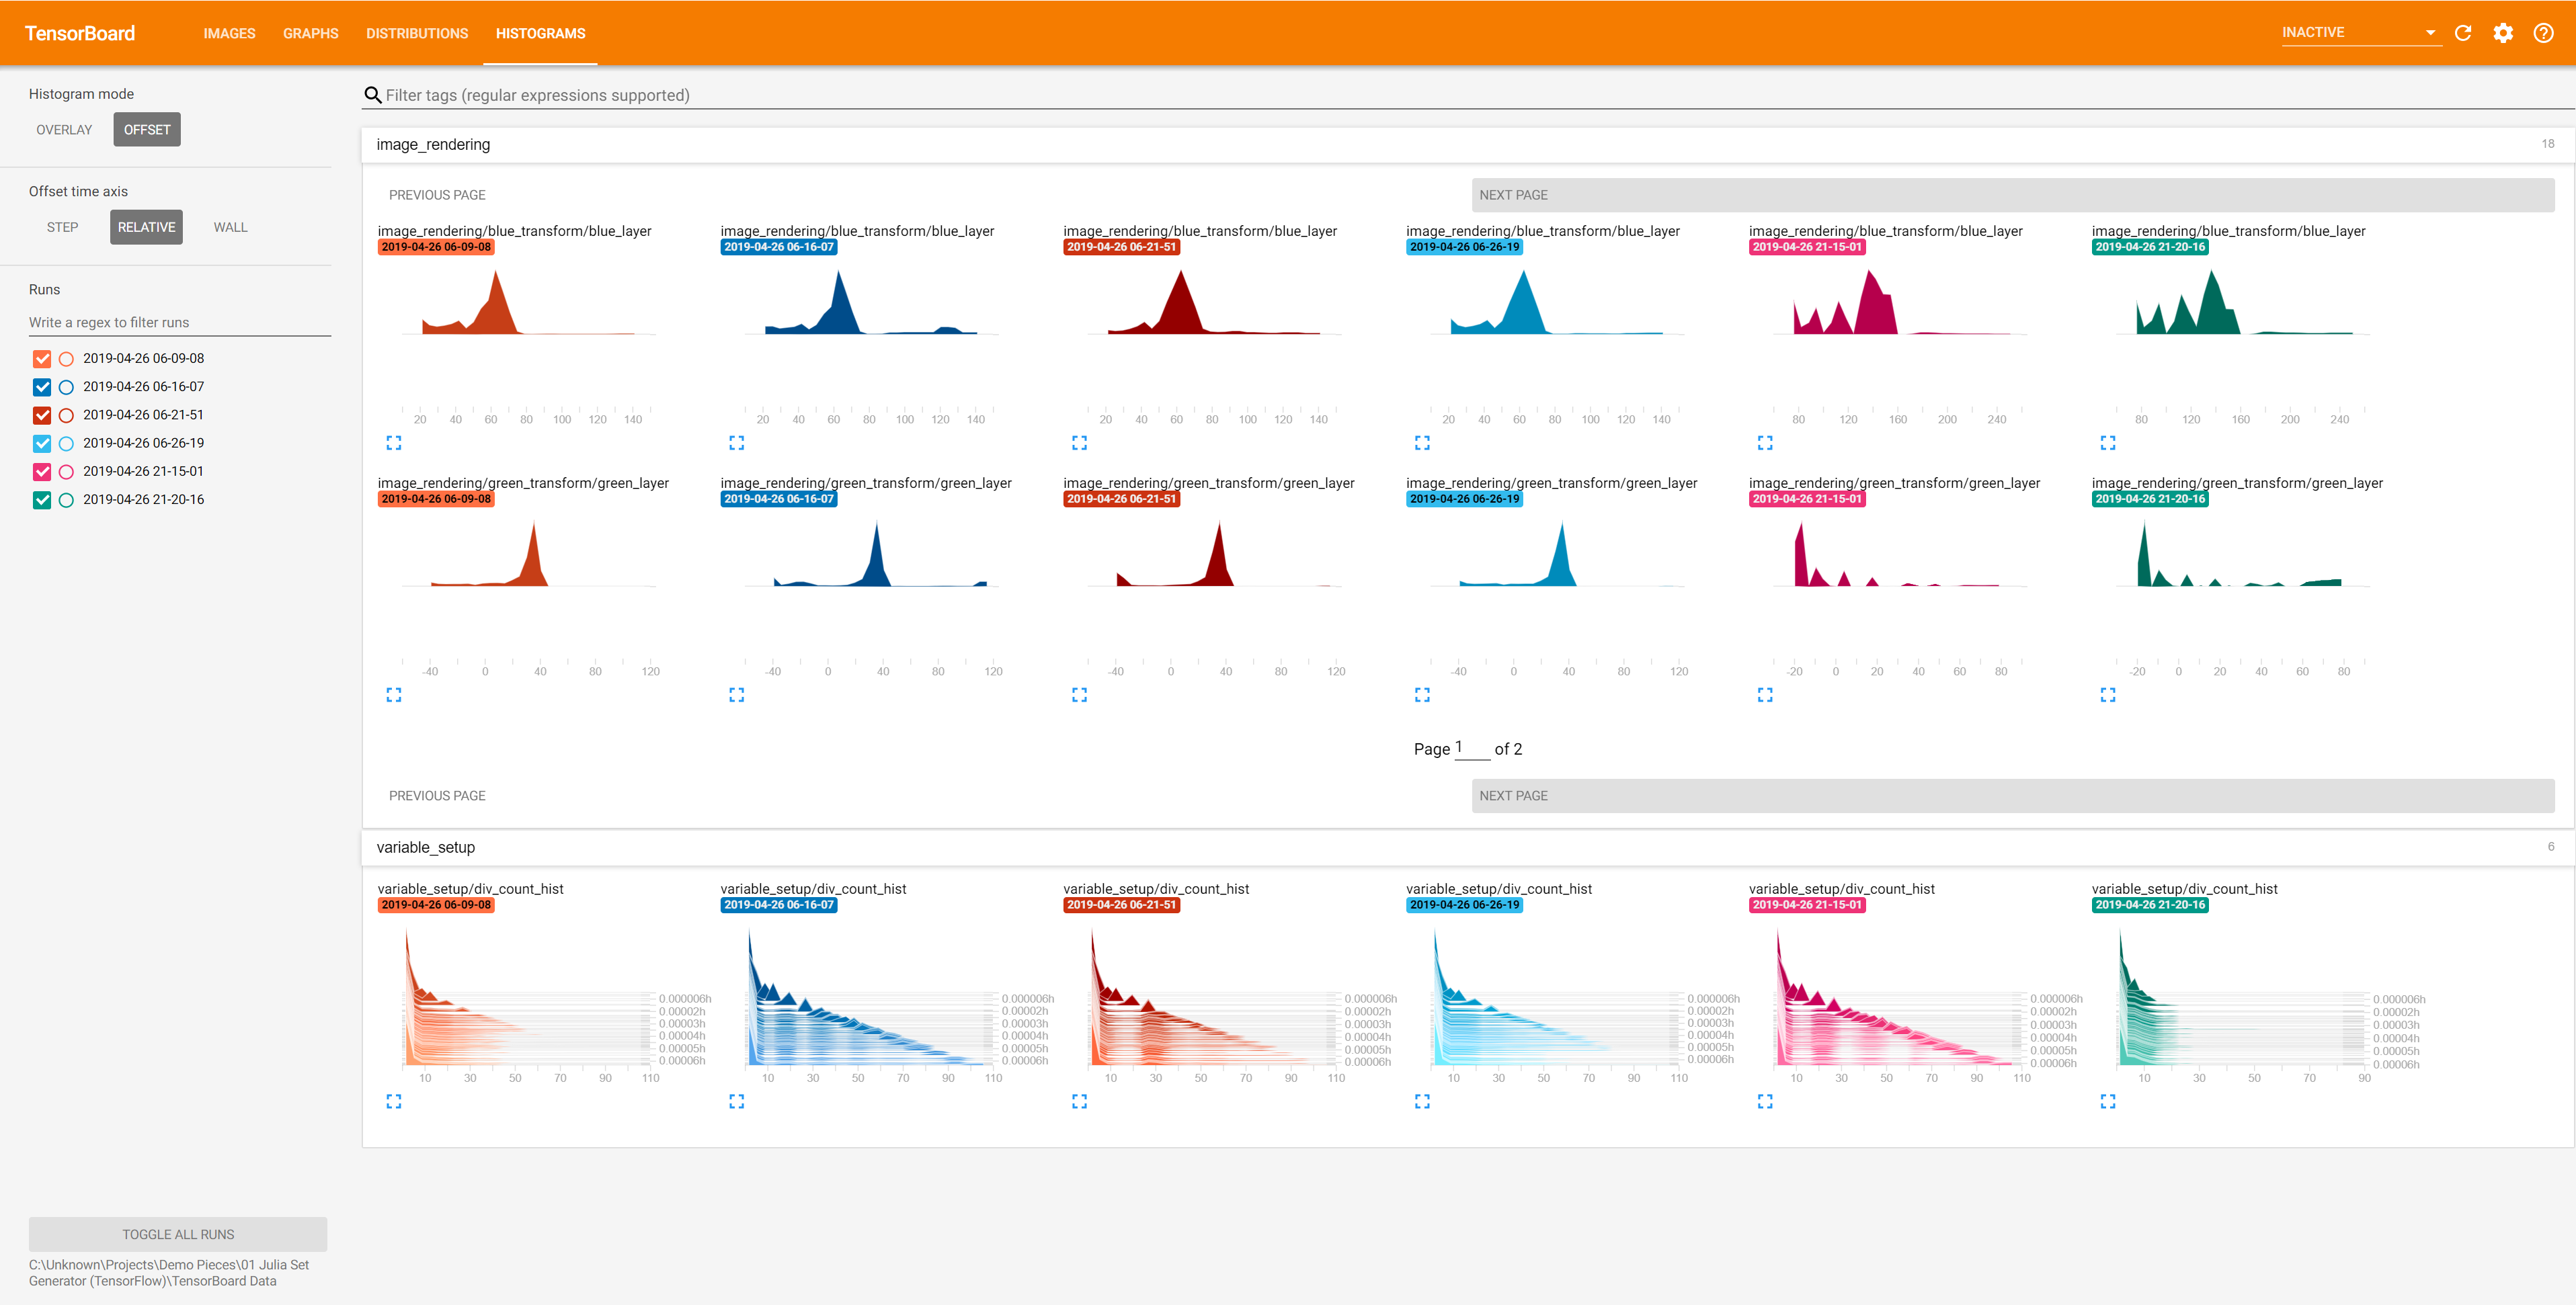 TensorBoard
IMAGES GRAPHS DISTRIBUTIONS HISTOGRAMS
INACTIVE
Histogram mode
OVERLAY OFFSET
Offset time axis
STEP RELATIVE WALL
Runs
Write a regex to filter runs
2019-04-26 06-09-08
2019-04-26 06-16-07
2019-04-26 06-21-51
2019-04-26 06-26-19
2019-04-26 21-15-01
2019-04-26 21-20-16
TOGGLE ALL RUNS
C:\Unknown\Projects\Demo Pieces\01 Julia Set
Generator (TensorFlow)\TensorBoard Data
Filter tags (regular expressions supported)
image_rendering 18
PREVIOUS PAGE NEXT PAGE
image_rendering/blue_transform/blue_layer
2019-04-26 06-09-08
20 40 60 80 100 120 140
image_rendering/blue_transform/blue_layer
2019-04-26 06-16-07
20 40 60 80 100 120 140
image_rendering/blue_transform/blue_layer
2019-04-26 06-21-51
20 40 60 80 100 120 140
image_rendering/blue_transform/blue_layer
2019-04-26 06-26-19
20 40 60 80 100 120 140
image_rendering/blue_transform/blue_layer
2019-04-26 21-15-01
80 120 160 200 240
image_rendering/blue_transform/blue_layer
2019-04-26 21-20-16
80 120 160 200 240
image_rendering/green_transform/green_layer
2019-04-26 06-09-08
-40 0 40 80 120
image_rendering/green_transform/green_layer
2019-04-26 06-16-07
-40 0 40 80 120
image_rendering/green_transform/green_layer
2019-04-26 06-21-51
-40 0 40 80 120
image_rendering/green_transform/green_layer
2019-04-26 06-26-19
-40 0 40 80 120
image_rendering/green_transform/green_layer
2019-04-26 21-15-01
-20 0 20 40 60 80
image_rendering/green_transform/green_layer
2019-04-26 21-20-16
-20 0 20 40 60 80
Page 1 of 2
PREVIOUS PAGE NEXT PAGE
variable_setup 6
variable_setup/div_count_hist
2019-04-26 06-09-08
0.000006h
0.00002h
0.00003h
0.00004h
0.00005h
0.00006h
10 30 50 70 90 110
variable_setup/div_count_hist
2019-04-26 06-16-07
0.000006h
0.00002h
0.00003h
0.00004h
0.00005h
0.00006h
10 30 50 70 90 110
variable_setup/div_count_hist
2019-04-26 06-21-51
0.000006h
0.00002h
0.00003h
0.00004h
0.00005h
0.00006h
10 30 50 70 90 110
variable_setup/div_count_hist
2019-04-26 06-26-19
0.000006h
0.00002h
0.00003h
0.00004h
0.00005h
0.00006h
10 30 50 70 90 110
variable_setup/div_count_hist
2019-04-26 21-15-01
0.000006h
0.00002h
0.00003h
0.00004h
0.00005h
0.00006h
10 30 50 70 90 110
variable_setup/div_count_hist
2019-04-26 21-20-16
0.000006h
0.00002h
0.00003h
0.00004h
0.00005h
0.00006h
10 30 50 70 90